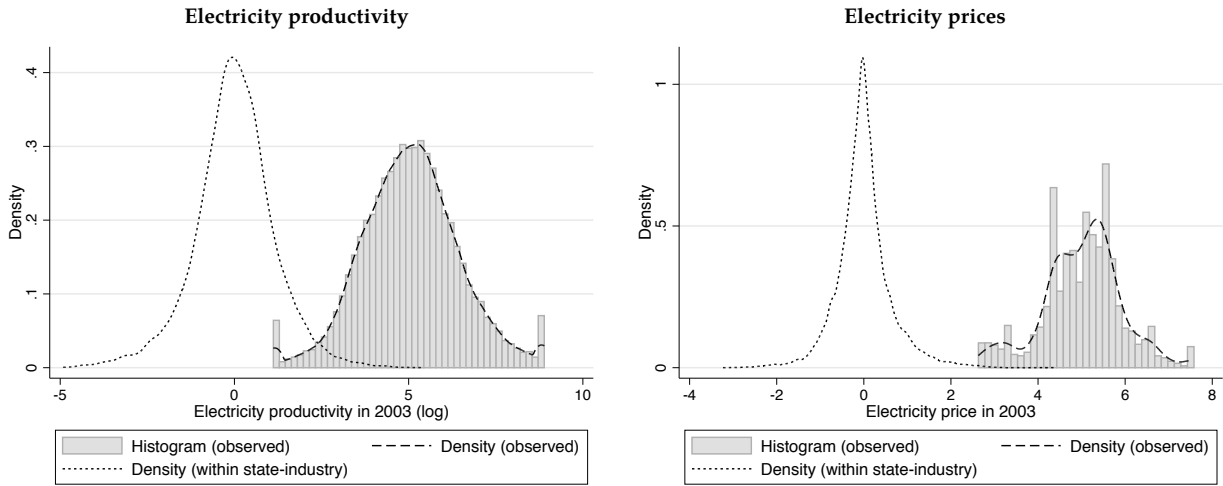 Electricity productivity
Density
0
.1
.2
.3
.4
-5
0
5
10
Electricity productivity in 2003 (log)
Histogram (observed)
Density (observed)
Density (within state-industry)
Electricity prices
Density
0
.5
1
-4
-2
0
2
4
6
8
Electricity price in 2003
Histogram (observed)
Density (observed)
Density (within state-industry)